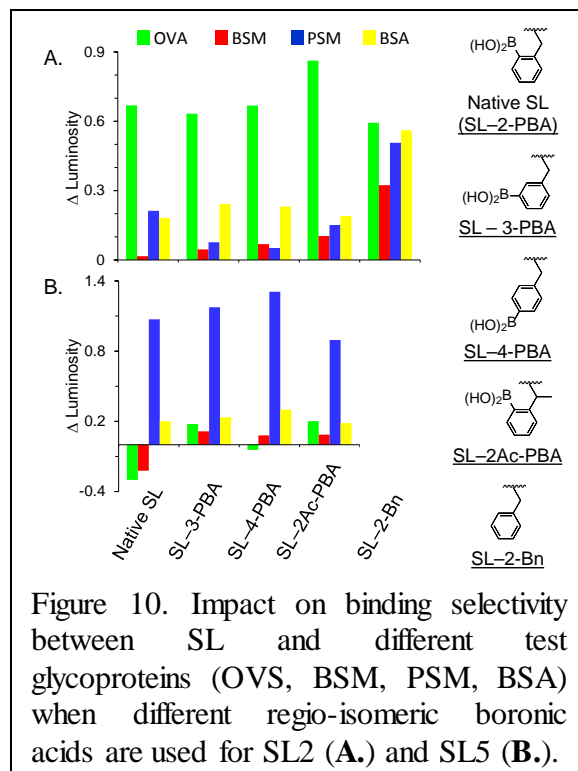 OVA BSM PSM BSA
A.
Δ Luminosity
0.9
0.6
0.3
0
B.
Δ Luminosity
1.4
0.8
0.2
-0.4
Native SL
SL–3-PBA
SL–4-PBA
SL–2Ac-PBA
SL–2-Bn
(HO)2B
Native SL
(SL–2-PBA)
(HO)2B
SL – 3-PBA
(HO)2B
SL–4-PBA
(HO)2B
SL–2Ac-PBA
SL–2-Bn
Figure 10. Impact on binding selectivity
between SL and different test
glycoproteins (OVS, BSM, PSM, BSA)
when different regio-isomeric boronic
acids are used for SL2 (A.) and SL5 (B.).